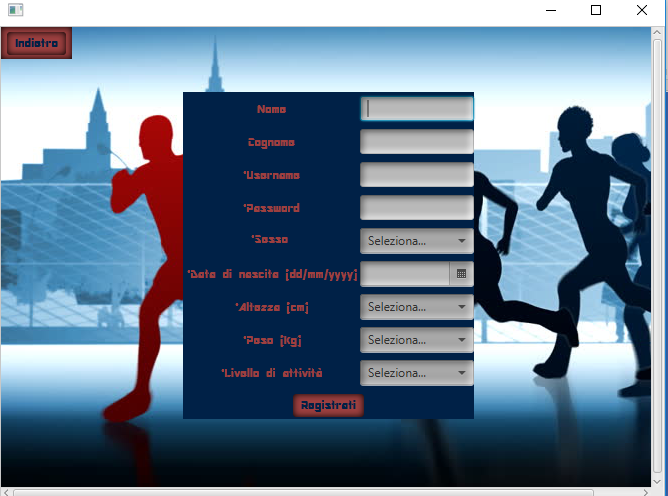 Indietro
Nome
Cognome
*Username
*Password
*Sesso
Seleziona...
*Data di nascita [dd/mm/yyyy]
*Altezza [cm]
Seleziona...
*Peso [Kg]
Seleziona...
*Livello di attività
Seleziona...
Registrati